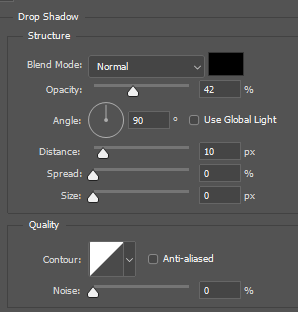 Drop Shadow
Structure
Blend Mode: Normal
Opacity: 42 %
Angle: 90 ° Use Global Light
Distance: 10 px
Spread: 0 %
Size: 0 px
Quality
Contour: Anti-aliased
Noise: 0 %